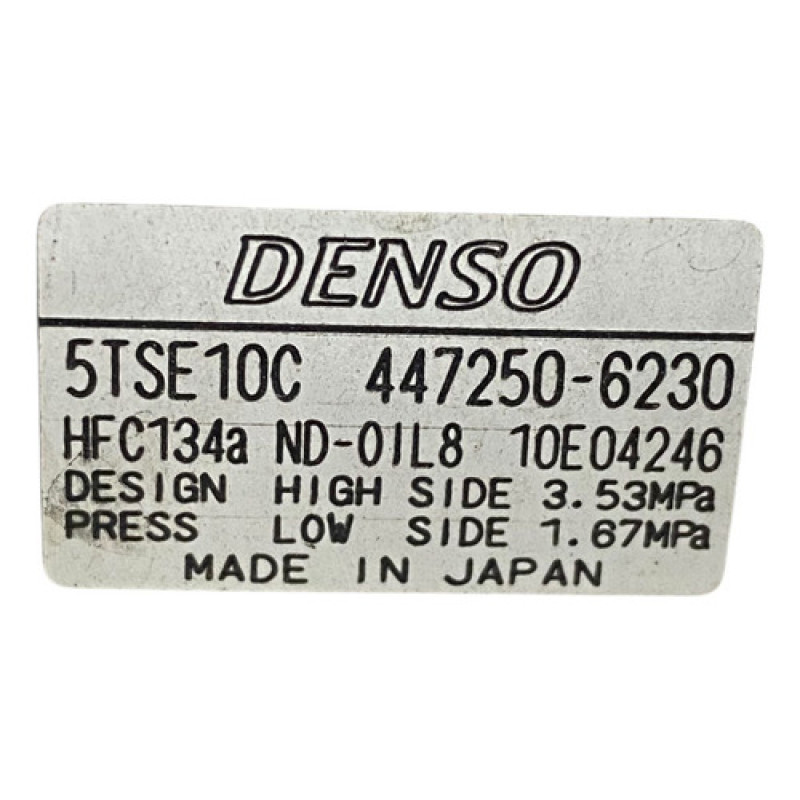 DENSO
5TSE10C 447250-6230
HFC134a ND-OIL8 10E04246
DESIGN HIGH SIDE 3.53MPa
PRESS LOW SIDE 1.67MPa
MADE IN JAPAN